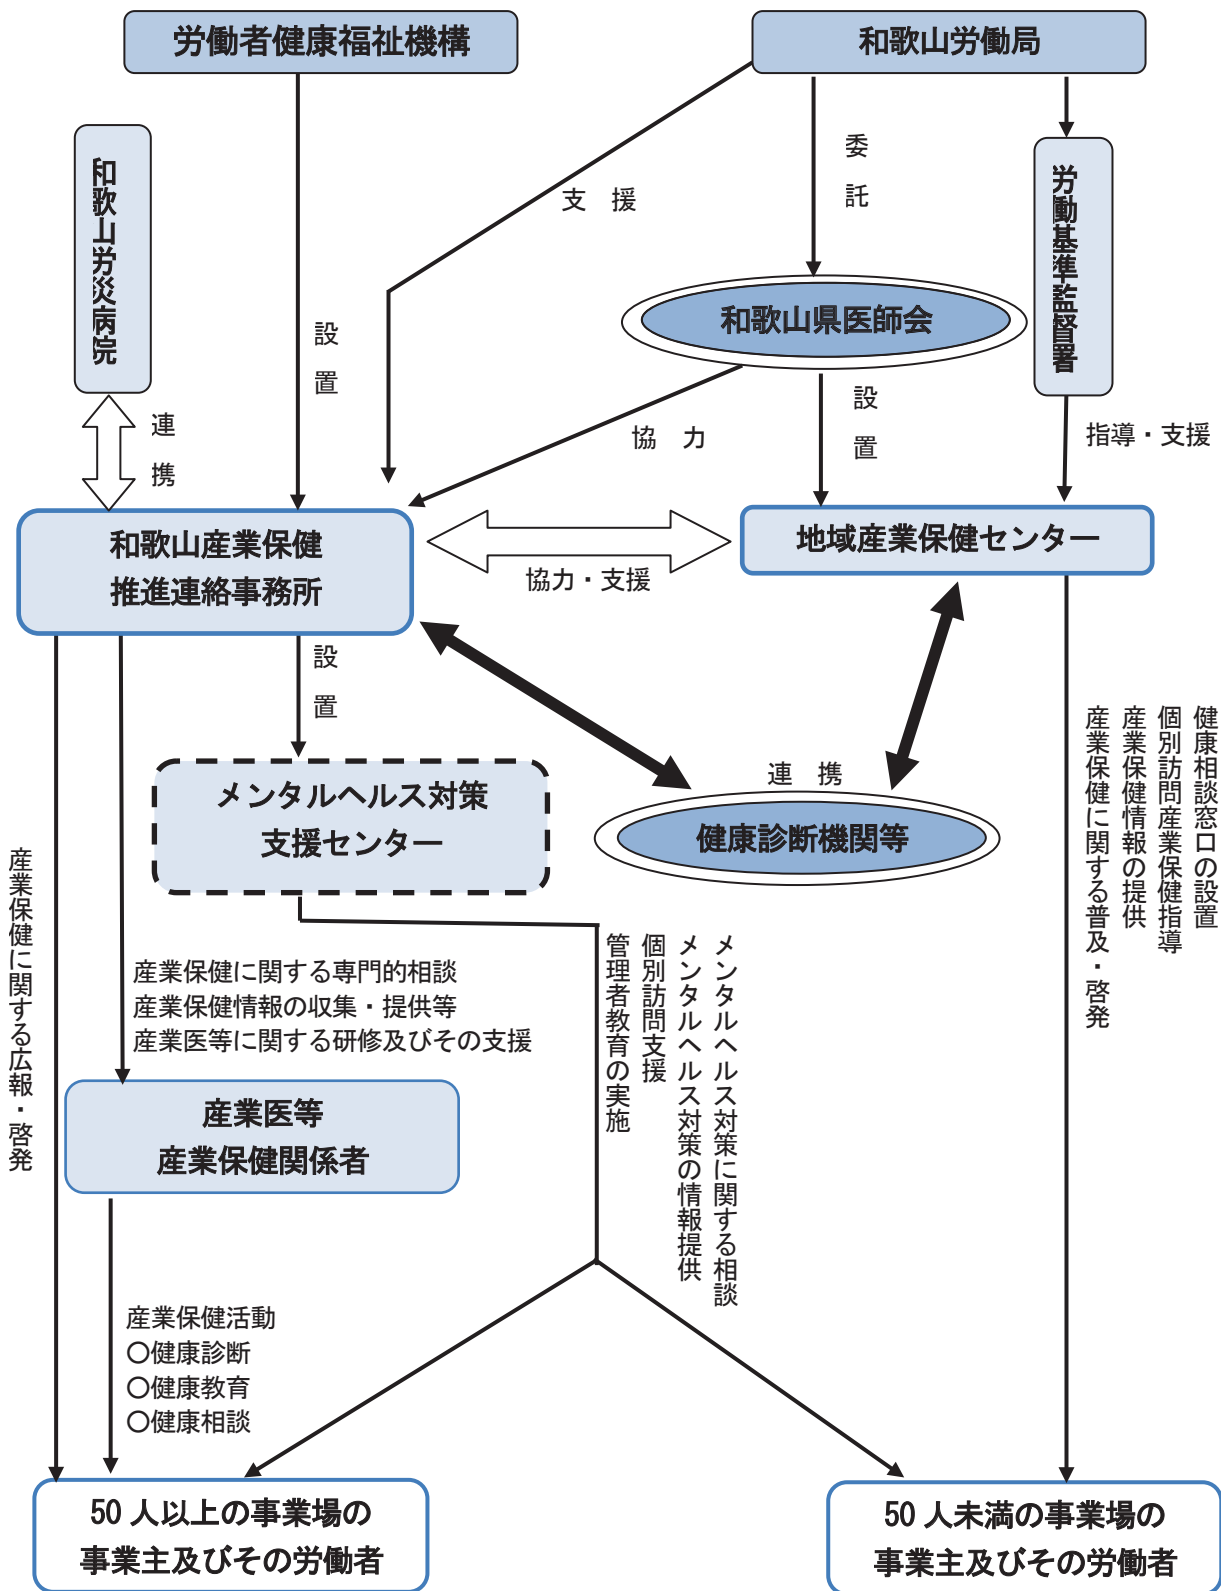 労働者健康福祉機構
和歌山労働局
和歌山労災病院
委託
支　援
労働基準監督署
和歌山県医師会
設置
連携
設置
協　力
指導・支援
和歌山産業保健
推進連絡事務所
地域産業保健センター
協力・支援
設置
メンタルヘルス対策
支援センター
連　携
健康診断機関等
健康相談窓口の設置
個別訪問産業保健指導
産業保健情報の提供
産業保健に関する普及・啓発
産業保健に関する広報・啓発
産業保健に関する専門的相談
産業保健情報の収集・提供等
産業医等に関する研修及びその支援
メンタルヘルス対策に関する相談
メンタルヘルス対策の情報提供
個別訪問支援
管理者教育の実施
産業医等
産業保健関係者
産業保健活動
〇健康診断
〇健康教育
〇健康相談
50 人以上の事業場の
事業主及びその労働者
50 人未満の事業場の
事業主及びその労働者